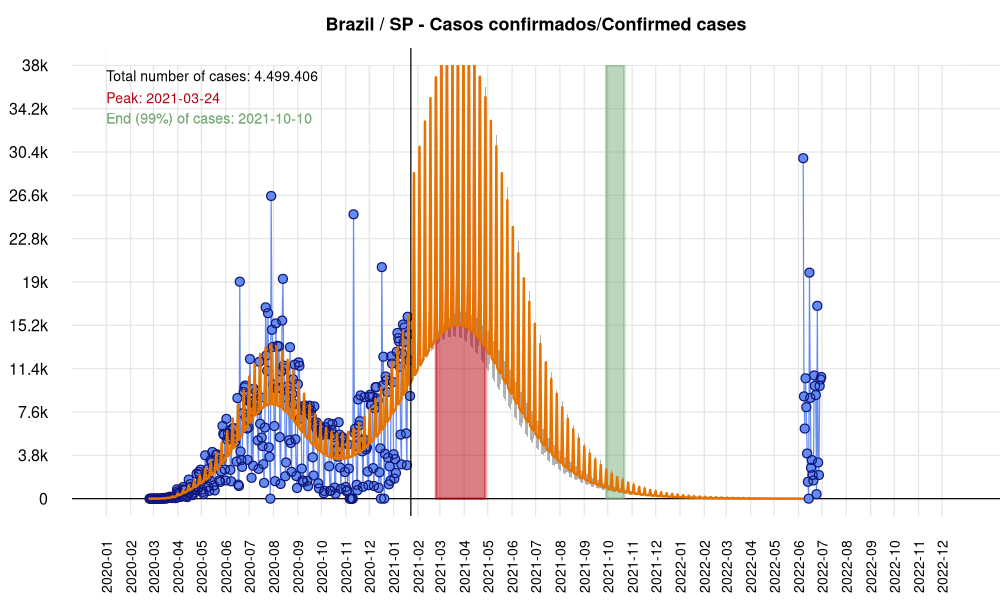 Brazil / SP - Casos confirmados/Confirmed cases
38k
34.2k
30.4k
26.6k
22.8k
19k
15.2k
11.4k
7.6k
3.8k
0
Total number of cases: 4.499.406
Peak: 2021-03-24
End (99%) of cases: 2021-10-10
2020-01
2020-02
2020-03
2020-04
2020-05
2020-06
2020-07
2020-08
2020-09
2020-10
2020-11
2020-12
2021-01
2021-02
2021-03
2021-04
2021-05
2021-06
2021-07
2021-08
2021-09
2021-10
2021-11
2021-12
2022-01
2022-02
2022-03
2022-04
2022-05
2022-06
2022-07
2022-08
2022-09
2022-10
2022-11
2022-12